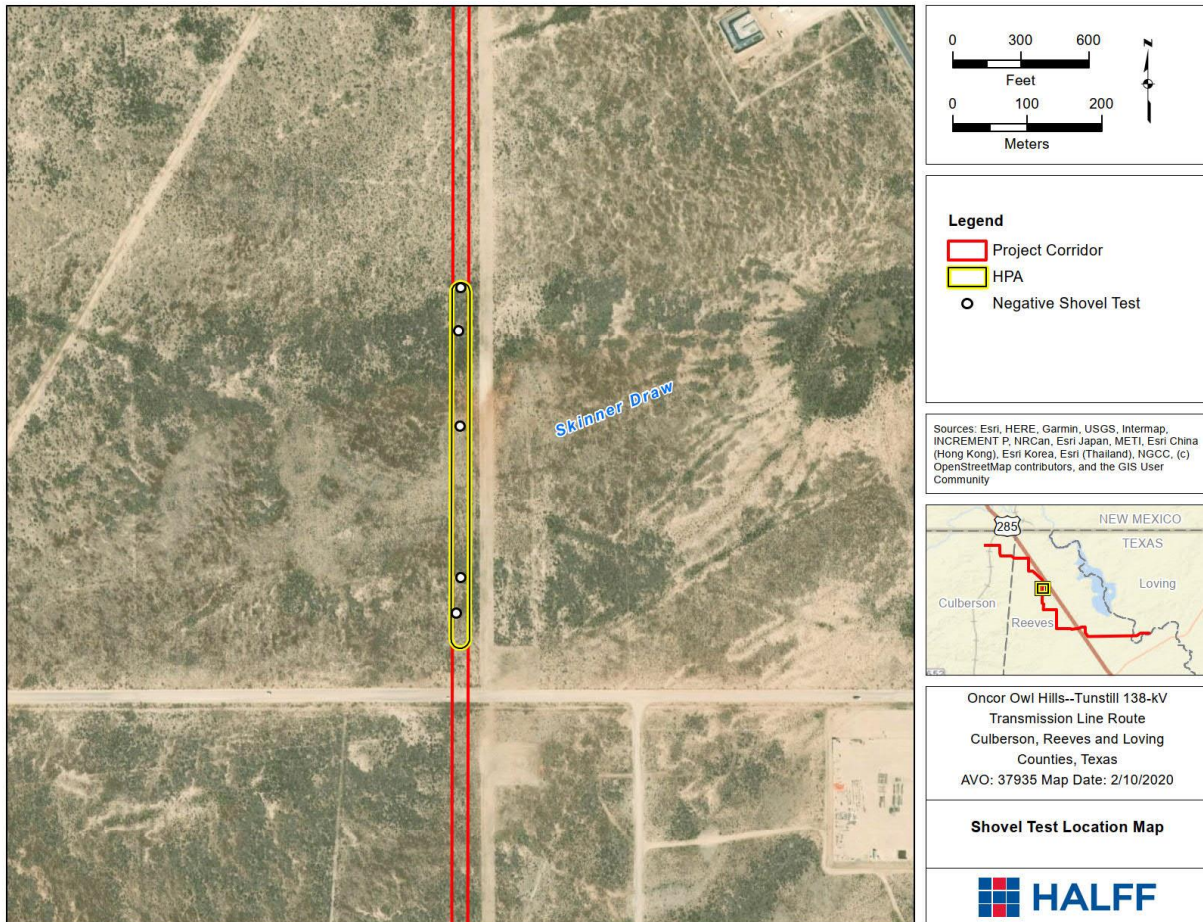 Skinner Draw
0 300 600
Feet
0 100 200
Meters
N
Legend
Project Corridor
HPA
Negative Shovel Test
Sources: Esri, HERE, Garmin, USGS, Intermap,
INCREMENT P, NRCan, Esri Japan, METI, Esri China
(Hong Kong), Esri Korea, Esri (Thailand), NGCC, (c)
OpenStreetMap contributors, and the GIS User
Community
285
NEW MEXICO
TEXAS
Loving
Culberson
Reeves
Oncor Owl Hills--Tunstill 138-kV
Transmission Line Route
Culberson, Reeves and Loving
Counties, Texas
AVO: 37935 Map Date: 2/10/2020
Shovel Test Location Map
HALFF